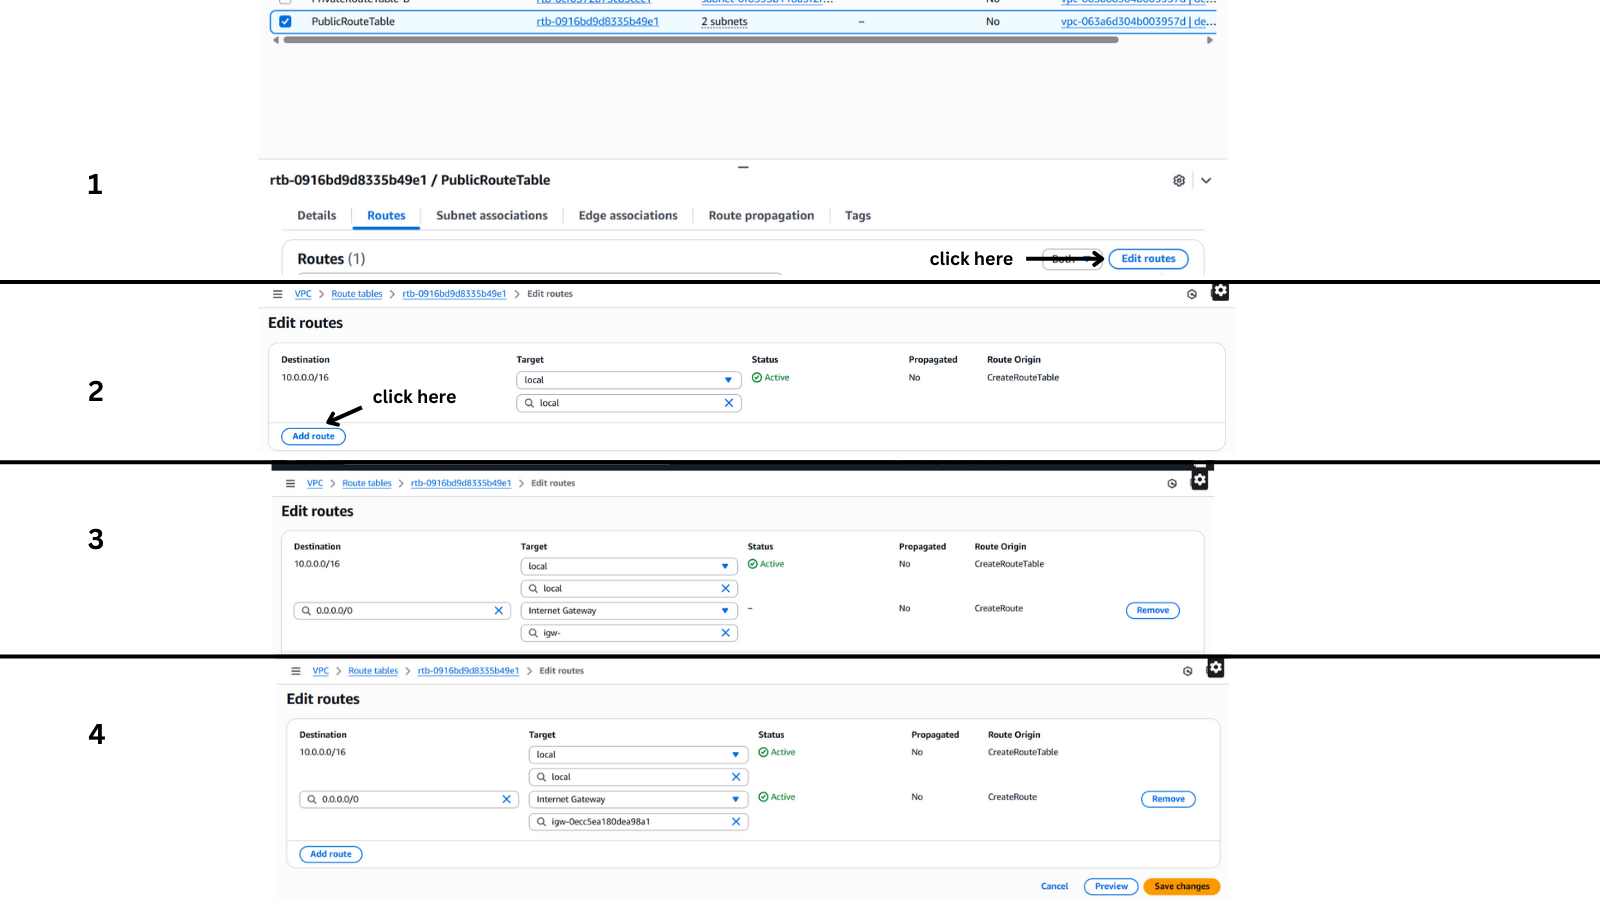 PublicRouteTable rtb-0916bd9d8335b49e1 2 subnets – No vpc-063a6d304b003957d | de...
1
rtb-0916bd9d8335b49e1 / PublicRouteTable
Details Routes Subnet associations Edge associations Route propagation Tags
Routes (1) click here Both Edit routes
VPC > Route tables > rtb-0916bd9d8335b49e1 > Edit routes
Edit routes
Destination Target Status Propagated Route Origin
10.0.0.0/16 local Active No CreateRouteTable
2
click here
local
Add route
VPC > Route tables > rtb-0916bd9d8335b49e1 > Edit routes
Edit routes
3
Destination Target Status Propagated Route Origin
10.0.0.0/16 local Active No CreateRouteTable
local
0.0.0.0/0 Internet Gateway – No CreateRoute Remove
igw-
VPC > Route tables > rtb-0916bd9d8335b49e1 > Edit routes
Edit routes
4
Destination Target Status Propagated Route Origin
10.0.0.0/16 local Active No CreateRouteTable
local
0.0.0.0/0 Internet Gateway Active No CreateRoute Remove
igw-0ecc5ea180dea98a1
Add route
Cancel Preview Save changes